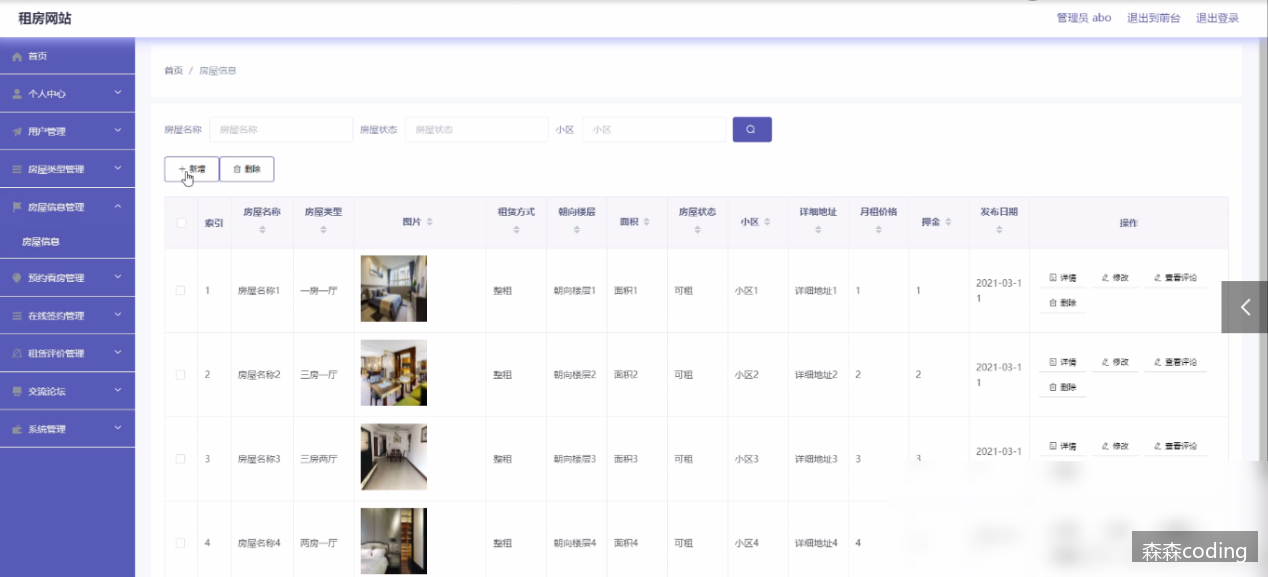 租房网站
管理员 abo 退出到前台 退出登录
首页
个人中心
用户管理
房屋类型管理
房屋信息管理
房屋信息
预约看房管理
在线签约管理
租赁评价管理
交流论坛
系统管理
首页 / 房屋信息
房屋名称 房屋名称 房屋状态 房屋状态 小区 小区
+ 新增 删除
索引 房屋名称 房屋类型 图片 租赁方式 朝向楼层 面积 房屋状态 小区 详细地址 月租价格 押金 发布日期 操作
1 房屋名称1 一房一厅 整租 朝向楼层1 面积1 可租 小区1 详细地址1 1 1 2021-03-1
1
详情 修改 查看评论
删除
2 房屋名称2 三房一厅 整租 朝向楼层2 面积2 可租 小区2 详细地址2 2 2 2021-03-1
1
详情 修改 查看评论
删除
3 房屋名称3 三房两厅 整租 朝向楼层3 面积3 可租 小区3 详细地址3 3 3 2021-03-1
详情 修改 查看评论
4 房屋名称4 两房一厅 整租 朝向楼层4 面积4 可租 小区4 详细地址4 4
森森coding